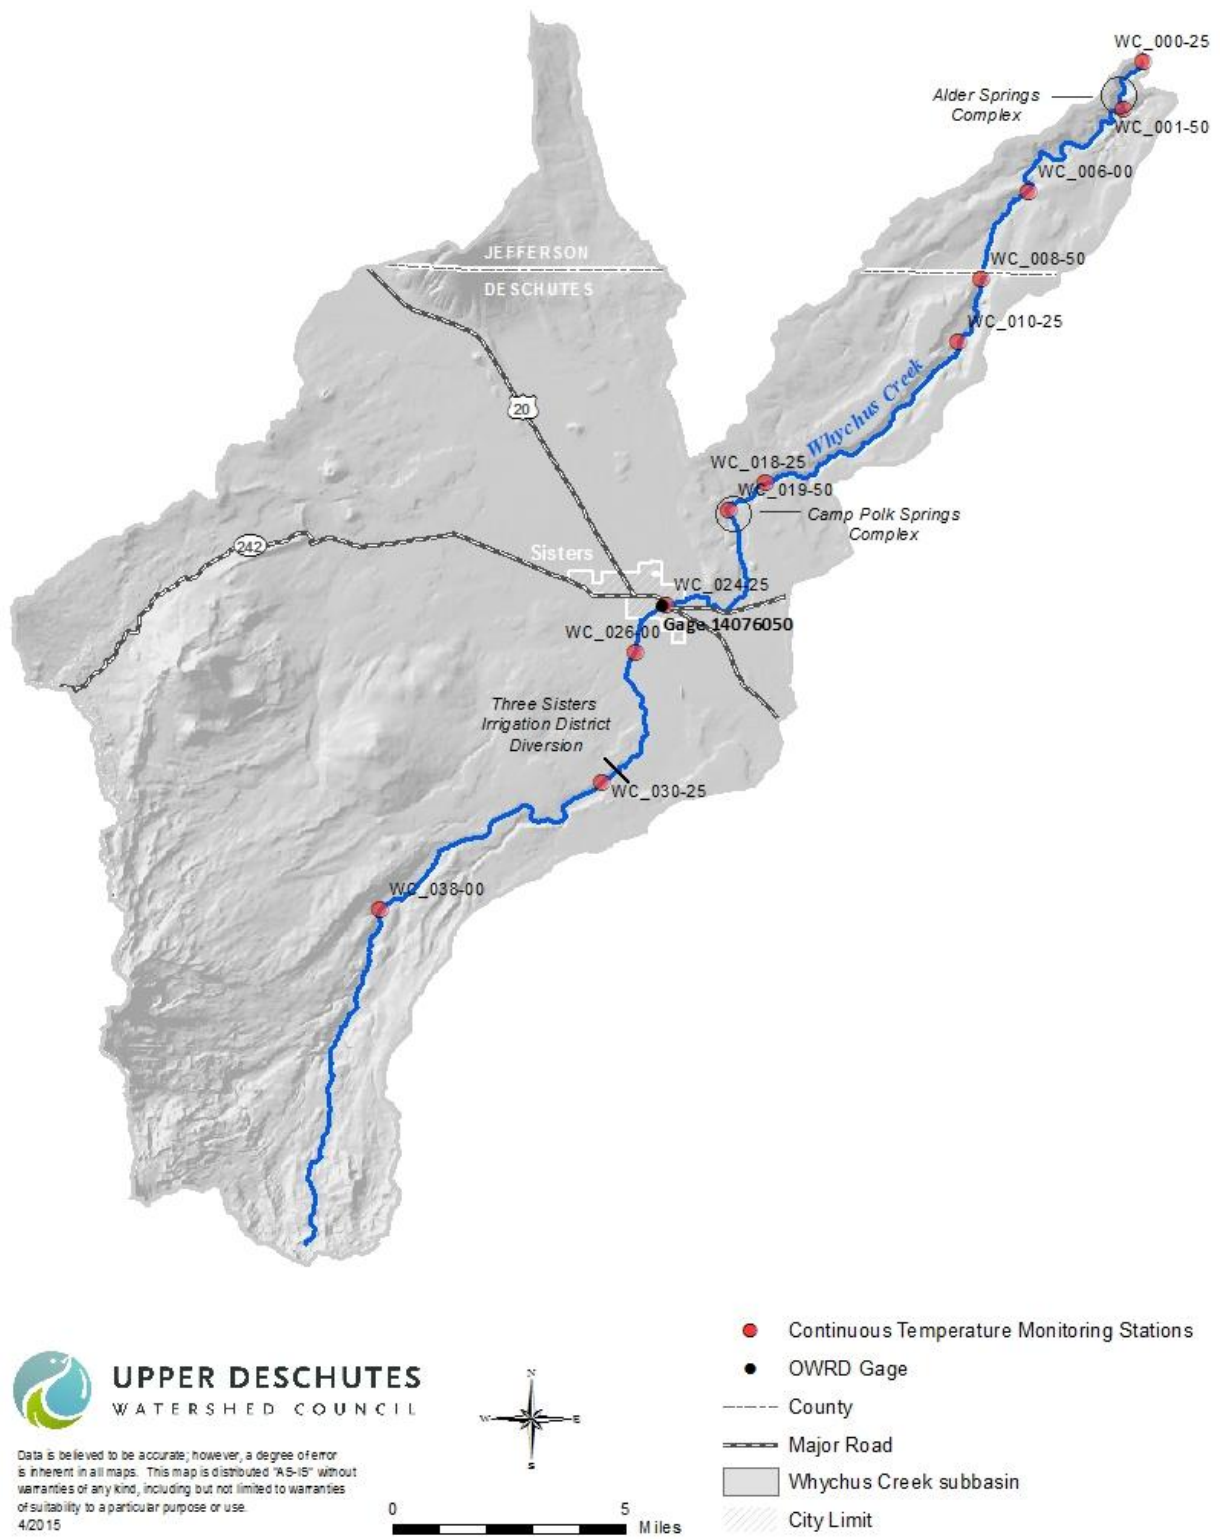 WC_000-25
Alder Springs
Complex
WC_001-50
WC_006-00
JEFFERSON
DESCHUTES
WC_008-50
WC_010-25
20
Whychus Creek
WC_018-25
WC_019-50
Camp Polk Springs
Complex
242
Sisters
WC_024-25
Gage 14076050
WC_026-00
Three Sisters
Irrigation District
Diversion
WC_030-25
WC_038-00
UPPER DESCHUTES
WATERSHED COUNCIL
Data is believed to be accurate; however, a degree of error
is inherent in all maps. This map is distributed "AS-IS" without
warranties of any kind, including but not limited to warranties
of suitability to a particular purpose or use.
4/2015
N
W
E
S
0 5
Miles
Continuous Temperature Monitoring Stations
OWRD Gage
County
Major Road
Whychus Creek subbasin
City Limit